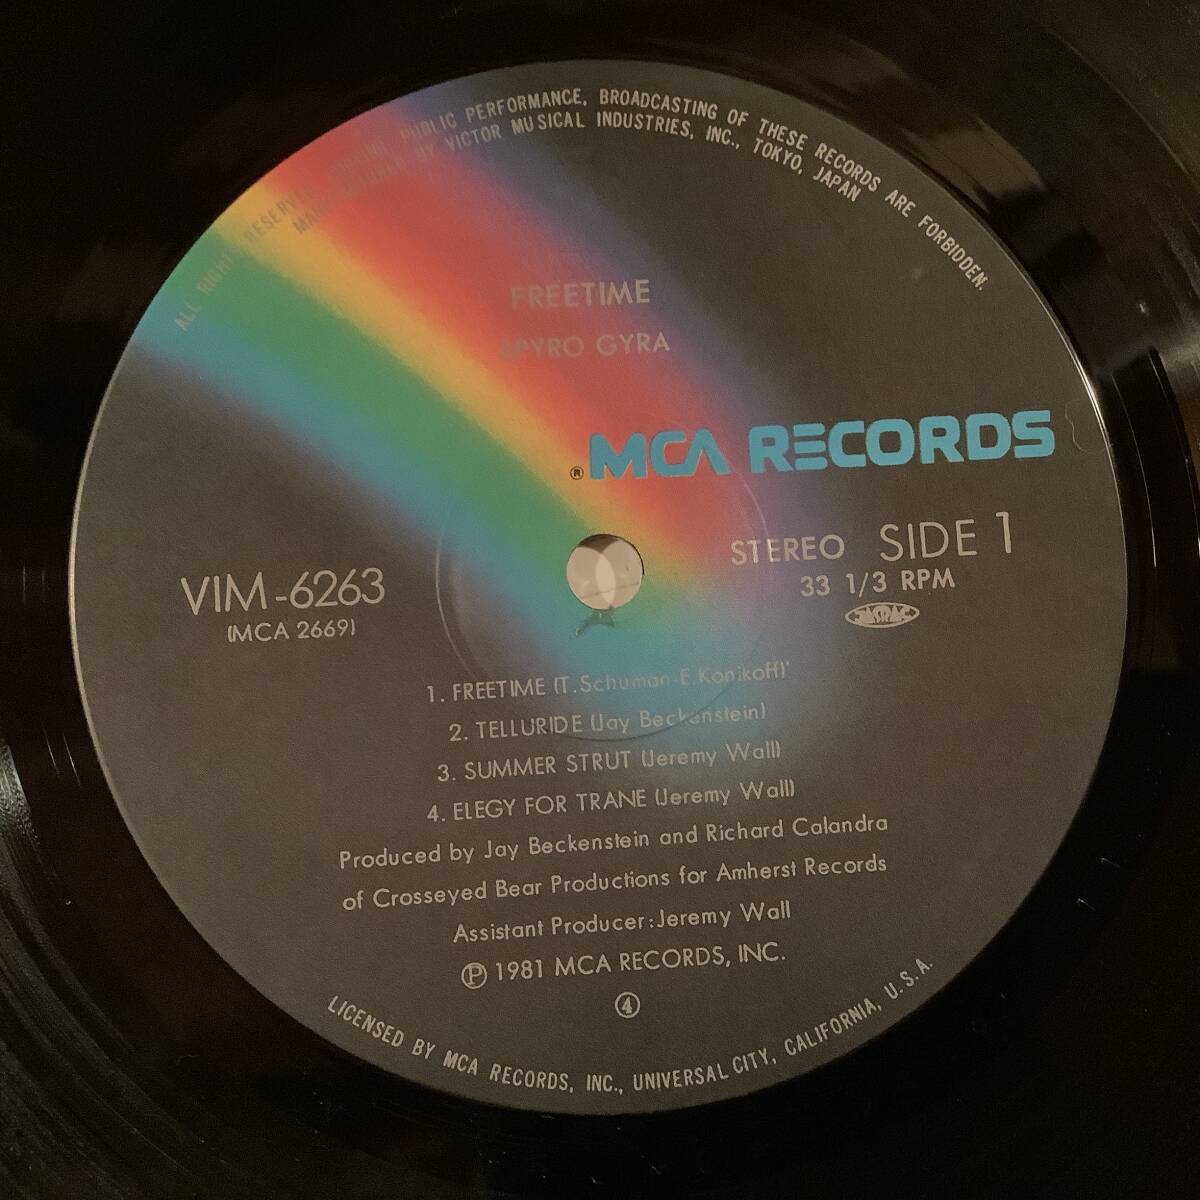 ALL RIGHTS RESERVED. PUBLIC PERFORMANCE, BROADCASTING OF THESE RECORDS ARE FORBIDDEN.
MANUFACTURED BY VICTOR MUSICAL INDUSTRIES, INC., TOKYO, JAPAN
FREETIME
SPYRO GYRA
® MCA RECORDS
STEREO SIDE 1
33 1/3 RPM
JASRAC
VIM-6263
(MCA 2669)
1. FREETIME (T.Schuman-E.Konikoff)
2. TELLURIDE (Jay Beckenstein)
3. SUMMER STRUT (Jeremy Wall)
4. ELEGY FOR TRANE (Jeremy Wall)
Produced by Jay Beckenstein and Richard Calandra
of Crosseyed Bear Productions for Amherst Records
Assistant Producer:Jeremy Wall
Ⓟ 1981 MCA RECORDS, INC.
④
LICENSED BY MCA RECORDS, INC., UNIVERSAL CITY, CALIFORNIA, U.S.A.